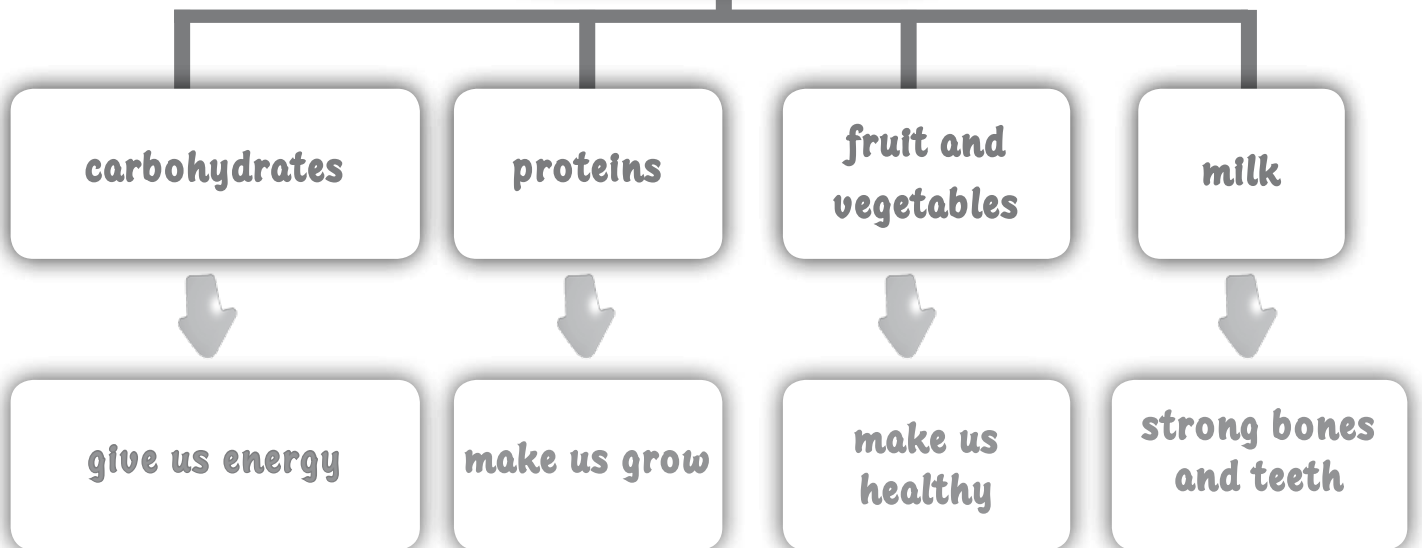 carbohydrates
proteins
fruit and
vegetables
milk
give us energy
make us grow
make us
healthy
strong bones
and teeth